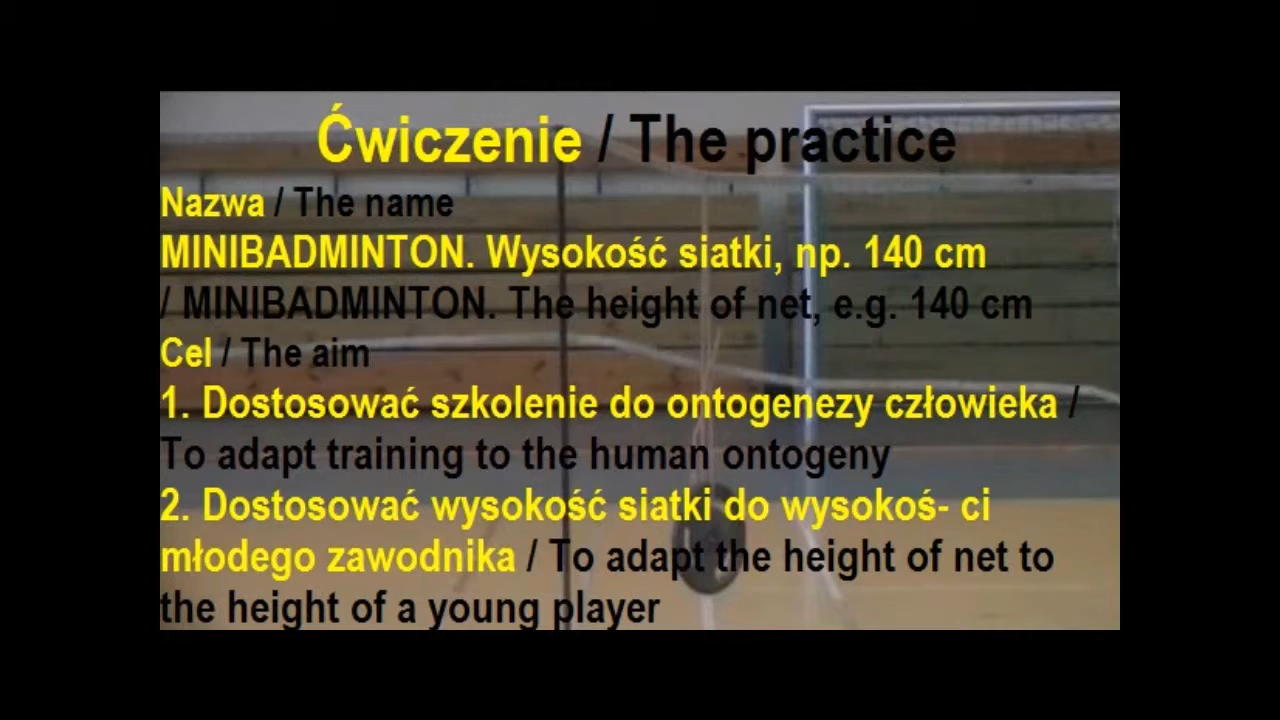 Ćwiczenie / The practice
Nazwa / The name
MINIBADMINTON. Wysokość siatki, np. 140 cm
/ MINIBADMINTON. The height of net, e.g. 140 cm
Cel / The aim
1. Dostosować szkolenie do ontogenezy człowieka /
To adapt training to the human ontogeny
2. Dostosować wysokość siatki do wysokoś- ci
młodego zawodnika / To adapt the height of net to
the height of a young player